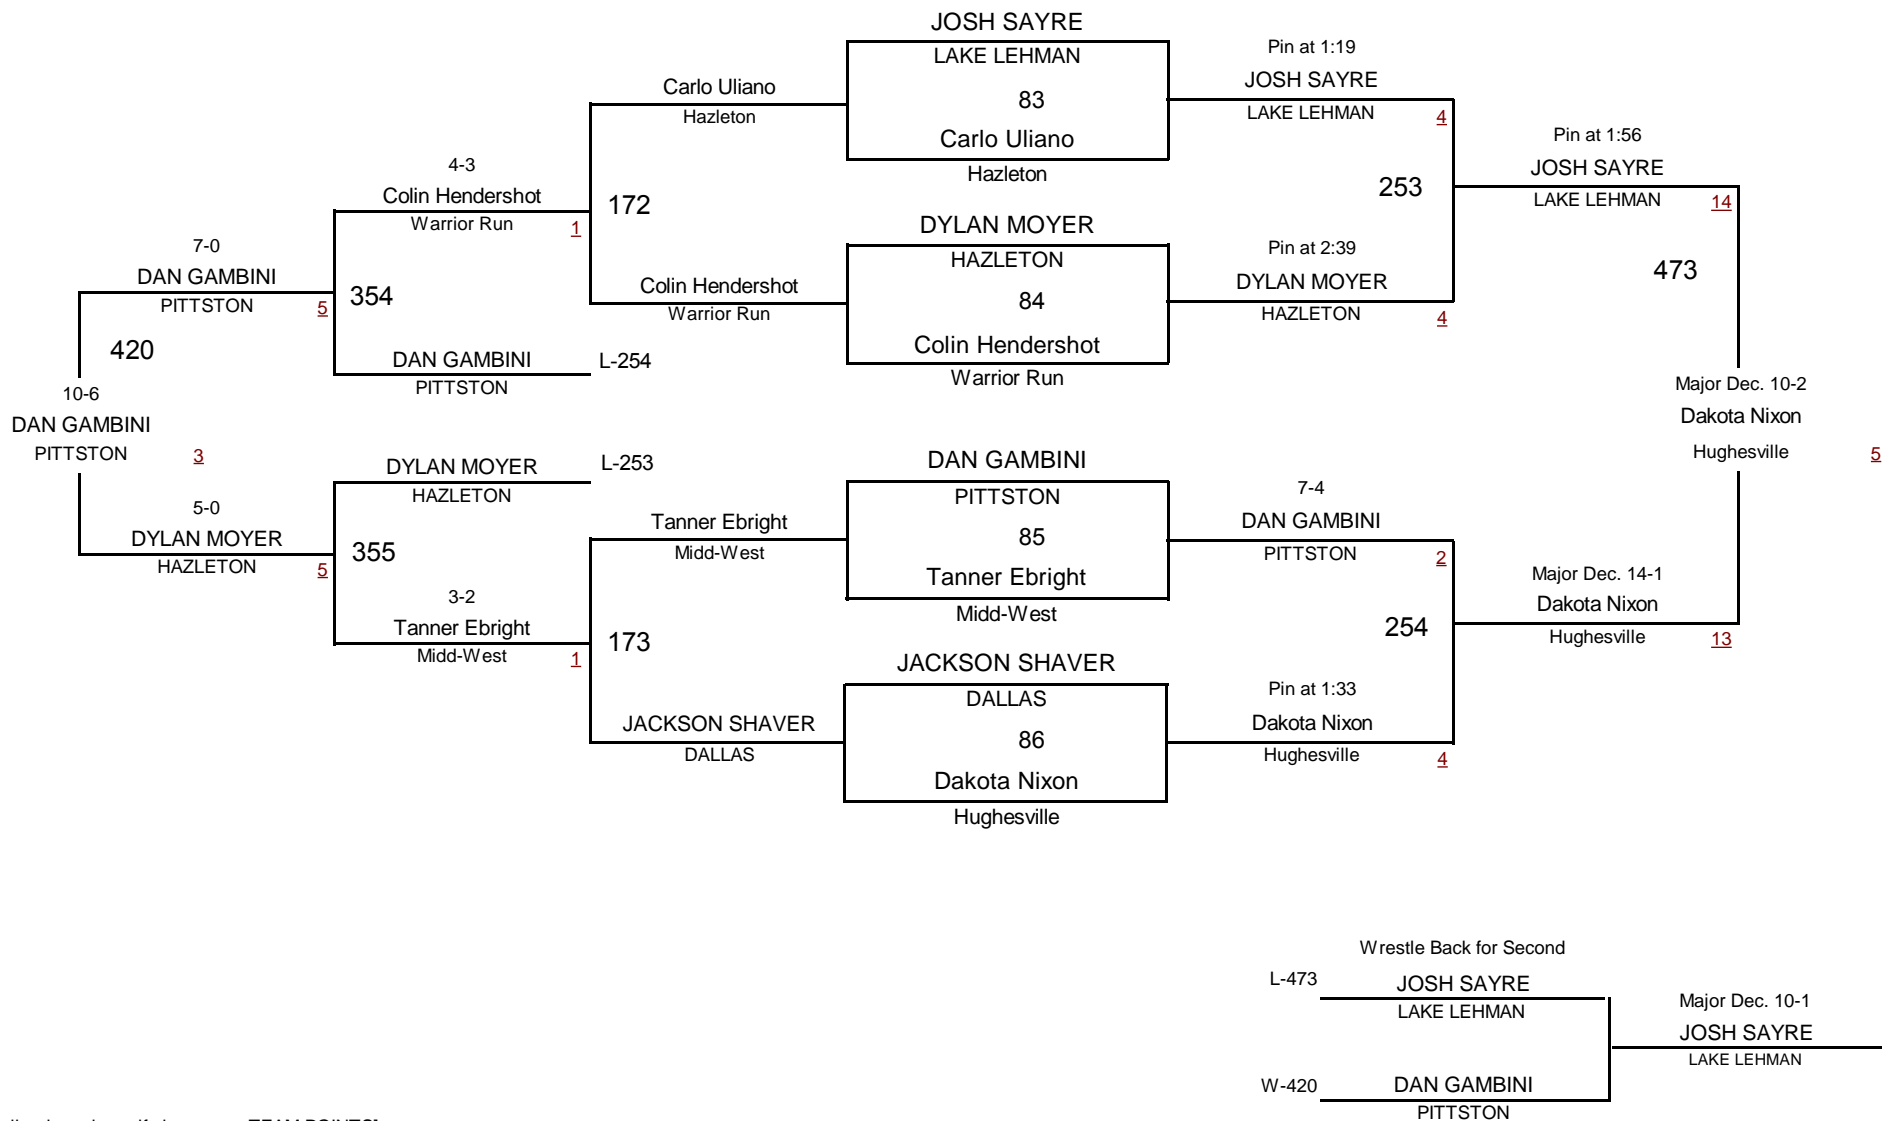 JOSH SAYRE
LAKE LEHMAN
83
Carlo Uliano
Hazleton
Pin at 1:19
JOSH SAYRE
LAKE LEHMAN
4
Carlo Uliano
Hazleton
Pin at 1:56
JOSH SAYRE
LAKE LEHMAN
14
4-3
Colin Hendershot
Warrior Run
1
172
253
DYLAN MOYER
HAZLETON
84
Colin Hendershot
Warrior Run
Pin at 2:39
DYLAN MOYER
HAZLETON
4
7-0
DAN GAMBINI
PITTSTON
5
354
Colin Hendershot
Warrior Run
473
420
DAN GAMBINI
PITTSTON
L-254
10-6
DAN GAMBINI
PITTSTON
3
Major Dec. 10-2
Dakota Nixon
Hughesville
5
DYLAN MOYER
HAZLETON
L-253
DAN GAMBINI
PITTSTON
85
Tanner Ebright
Midd-West
7-4
DAN GAMBINI
PITTSTON
2
5-0
DYLAN MOYER
HAZLETON
5
355
Tanner Ebright
Midd-West
3-2
Tanner Ebright
Midd-West
1
173
254
Major Dec. 14-1
Dakota Nixon
Hughesville
13
JACKSON SHAVER
DALLAS
86
Dakota Nixon
Hughesville
Pin at 1:33
Dakota Nixon
Hughesville
4
JACKSON SHAVER
DALLAS
Wrestle Back for Second
L-473
JOSH SAYRE
LAKE LEHMAN
Major Dec. 10-1
JOSH SAYRE
LAKE LEHMAN
W-420
DAN GAMBINI
PITTSTON
TEAM POINTS]